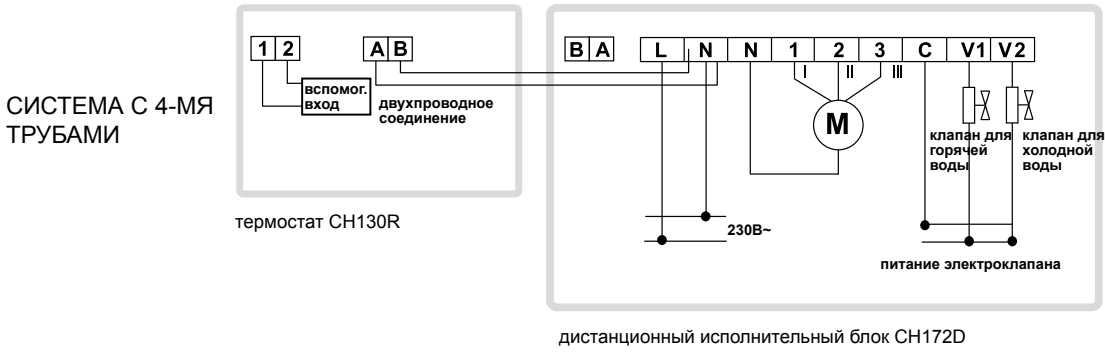 СИСТЕМА С 4-МЯ
ТРУБАМИ
1 2
A B
вспомог.
вход
двухпроводное
соединение
термостат CH130R
B A
L N N 1 2 3 C V1 V2
I II III
M
клапан для
горячей
воды
клапан для
холодной
воды
230В~
питание электроклапана
дистанционный исполнительный блок CH172D